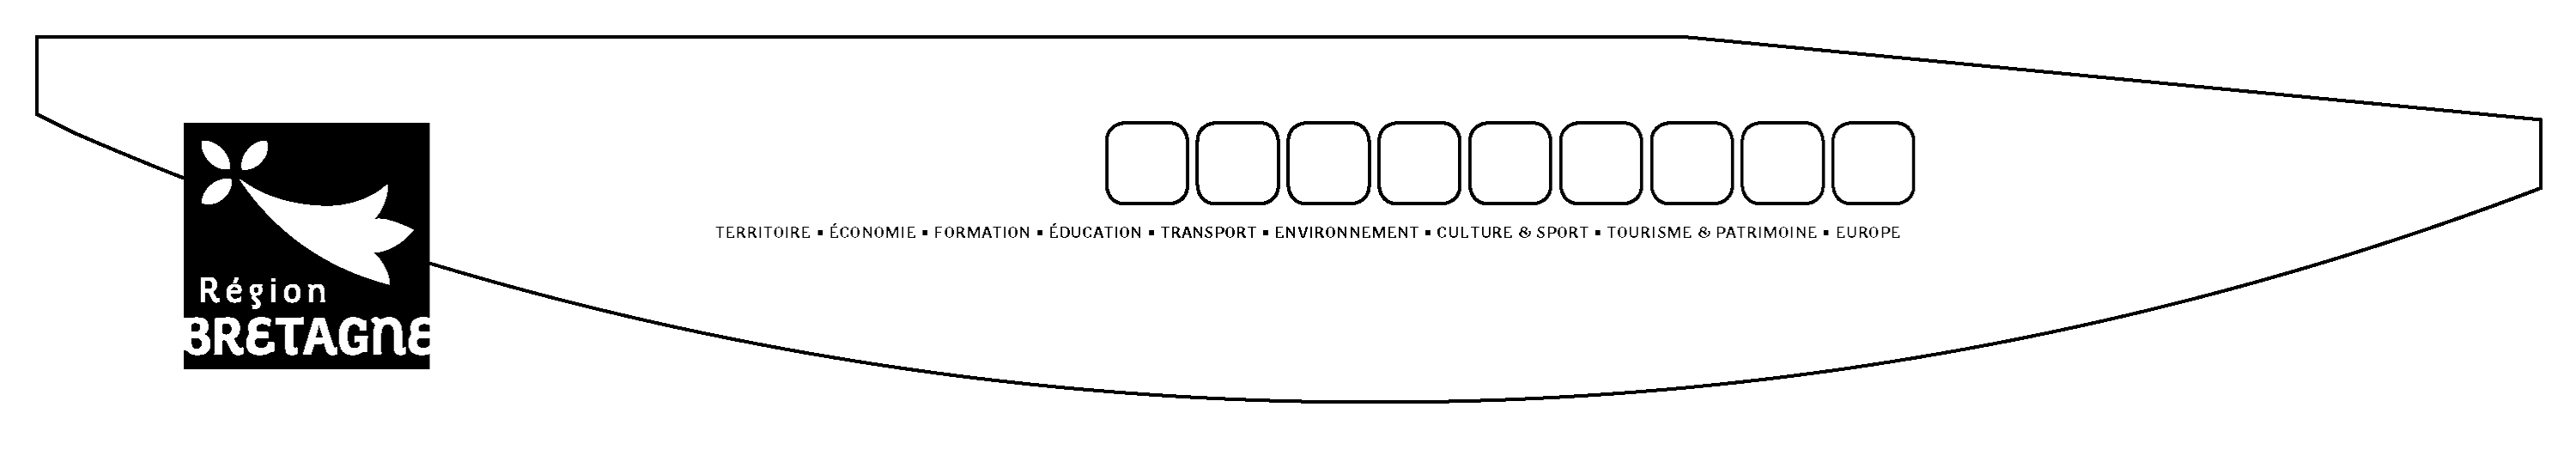 Région
BRETAGNE
TERRITOIRE ▪ ÉCONOMIE ▪ FORMATION ▪ ÉDUCATION ▪ TRANSPORT ▪ ENVIRONNEMENT ▪ CULTURE & SPORT ▪ TOURISME & PATRIMOINE ▪ EUROPE